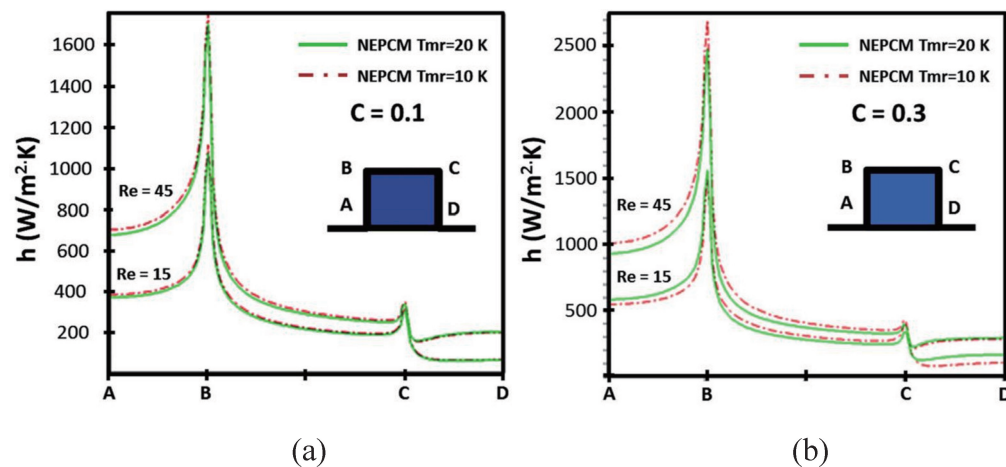 1600
1400
1200
1000
800
600
400
200
h (W/m²·K)
NEPCM Tmr=20 K
NEPCM Tmr=10 K
C = 0.1
Re = 45
Re = 15
B C
A D
A B C D
(a)
2500
2000
1500
1000
500
0
h (W/m²·K)
NEPCM Tmr=20 K
NEPCM Tmr=10 K
C = 0.3
Re = 45
Re = 15
B C
A D
A B C D
(b)